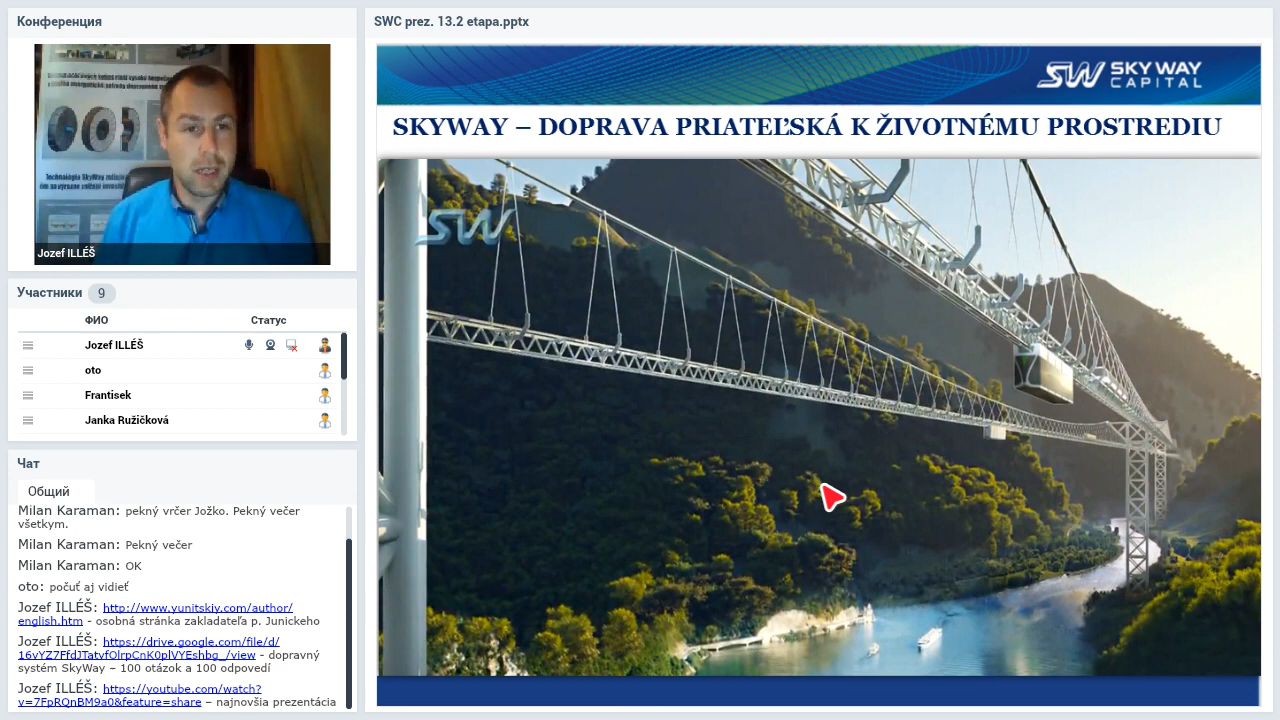 Конференция
Jozef ILLÉŠ
Участники 9
ФИО Статус
Jozef ILLÉŠ
oto
Frantisek
Janka Ružičková
Чат
Общий
Milan Karaman: pekný vrčer Jožko. Pekný večer
všetkym.
Milan Karaman: Pekný večer
Milan Karaman: OK
oto: počuť aj vidieť
Jozef ILLÉŠ: http://www.yunitskiy.com/author/
english.htm - osobná stránka zakladateľa p. Junickeho
Jozef ILLÉŠ: https://drive.google.com/file/d/
16vYZ7FfdJTatvfOlrpCnK0plVYEshbg_/view - dopravný
systém SkyWay – 100 otázok a 100 odpovedí
Jozef ILLÉŠ: https://youtube.com/watch?
v=7FpRQnBM9a0&feature=share – najnovšia prezentácia
SWC prez. 13.2 etapa.pptx
SW SKY WAY
CAPITAL
SKYWAY – DOPRAVA PRIATEĽSKÁ K ŽIVOTNÉMU PROSTREDIU
SW